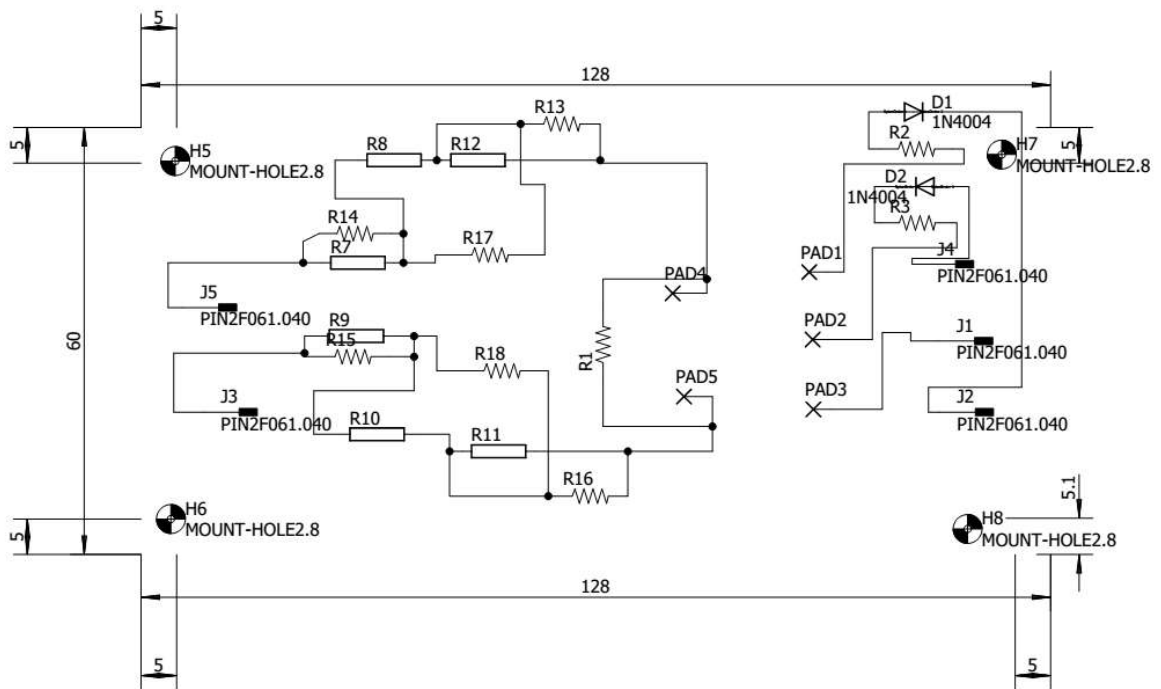 5
128
R13
D1
1N4004
R2
5
H5
MOUNT-HOLE2.8
R8
R12
H7
MOUNT-HOLE2.8
5
D2
1N4004
R3
R14
R7
R17
PAD1
J4
PIN2F061.040
PAD4
J5
PIN2F061.040
R9
R15
60
R18
R1
PAD2
J1
PIN2F061.040
PAD5
PAD3
J2
PIN2F061.040
J3
PIN2F061.040
R10
R11
R16
5.1
H6
MOUNT-HOLE2.8
5
H8
MOUNT-HOLE2.8
128
5
5